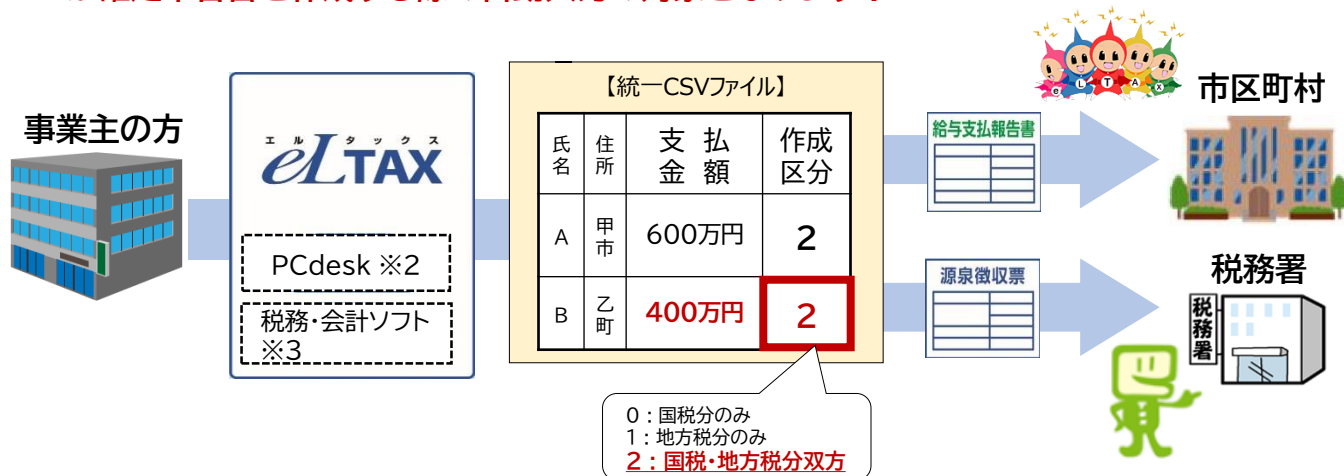 事業主の方
エルタックス
eLTAX
PCdesk ※2
税務・会計ソフト
※3
【統一CSVファイル】
氏名 住所 支払金額 作成区分
A 甲市 600万円 2
B 乙町 400万円 2
0：国税分のみ
1：地方税分のみ
2：国税・地方税分双方
給与支払報告書
源泉徴収票
e L T A X
市区町村
税務署
税務署